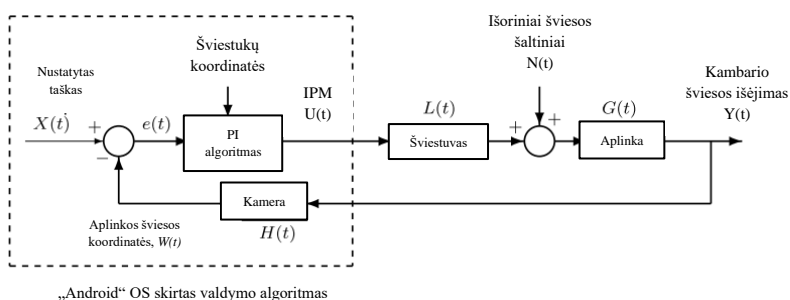 Išoriniai šviesos
šaltiniai
N(t)
Šviestukų
koordinatės
Nustatytas
taškas
X(t)
+
−
e(t)
PI
algoritmas
IPM
U(t)
L(t)
Šviestuvas
+
+
G(t)
Aplinka
Kambario
šviesos išėjimas
Y(t)
Kamera
H(t)
Aplinkos šviesos
koordinatės, W(t)
„Android“ OS skirtas valdymo algoritmas